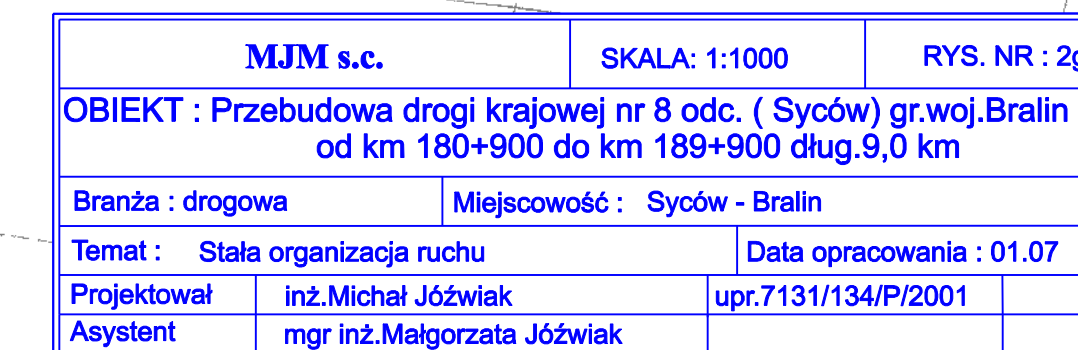 MJM s.c. SKALA: 1:1000 RYS. NR : 2g
OBIEKT : Przebudowa drogi krajowej nr 8 odc. ( Syców) gr.woj.Bralin
od km 180+900 do km 189+900 dług.9,0 km
Branża : drogowa Miejscowość : Syców - Bralin
Temat : Stała organizacja ruchu Data opracowania : 01.07
Projektował inż.Michał Jóźwiak upr.7131/134/P/2001
Asystent mgr inż.Małgorzata Jóźwiak